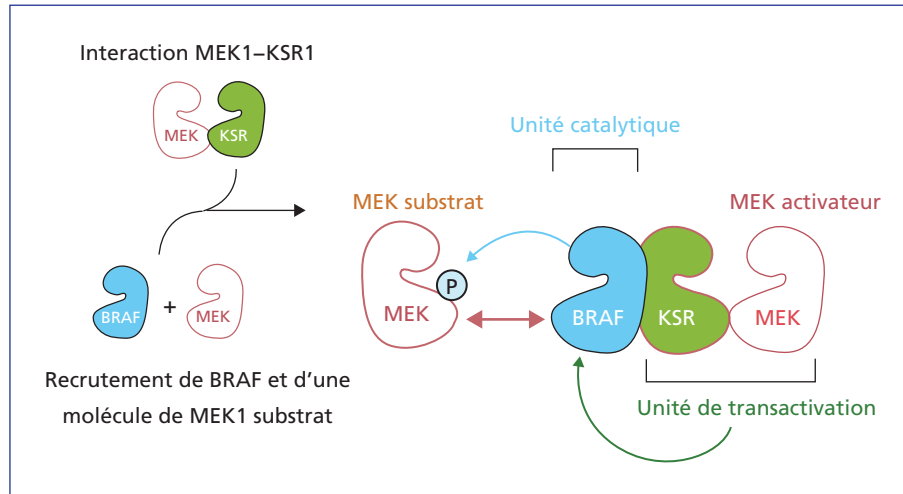 Interaction MEK1–KSR1
MEK
KSR
Unité catalytique
MEK substrat
MEK activateur
P
MEK
BRAF
KSR
MEK
BRAF
+
MEK
Recrutement de BRAF et d'une
molécule de MEK1 substrat
Unité de transactivation